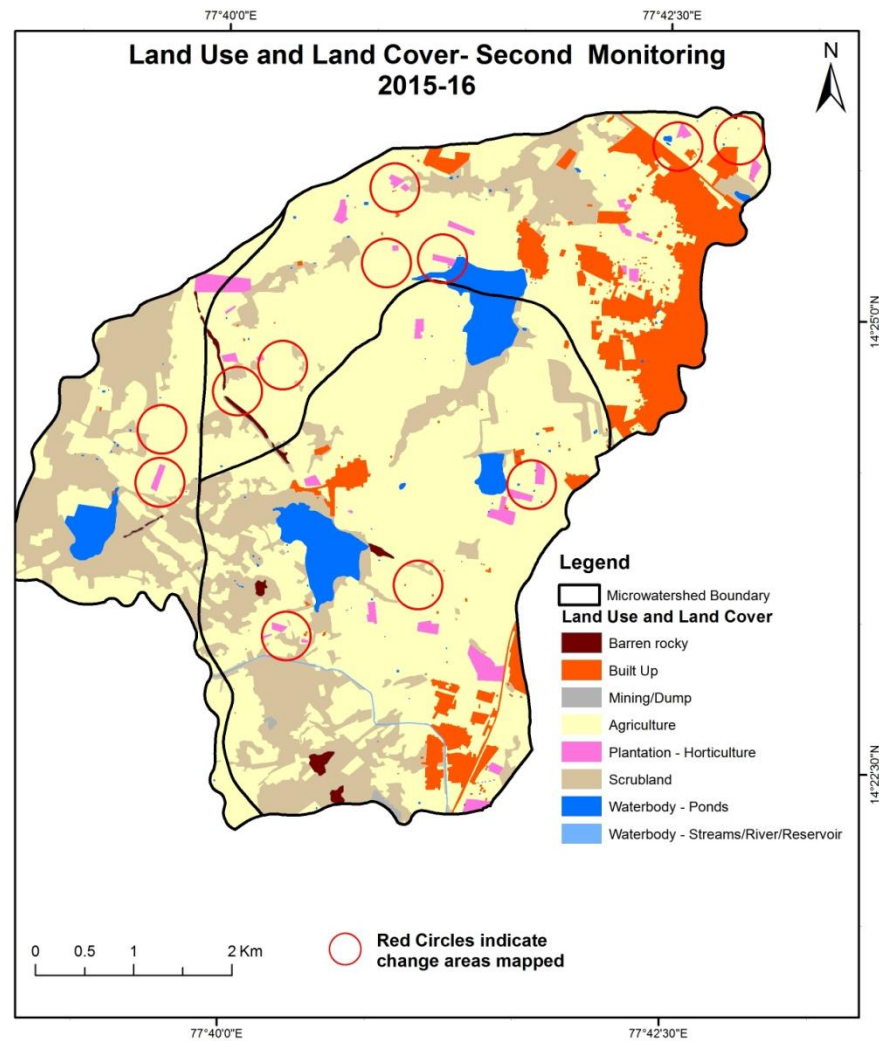 77°40'0"E
77°42'30"E
Land Use and Land Cover- Second Monitoring
2015-16
N
14°25'0"N
Legend
Microwatershed Boundary
Land Use and Land Cover
Barren rocky
Built Up
Mining/Dump
Agriculture
Plantation - Horticulture
Scrubland
Waterbody - Ponds
Waterbody - Streams/River/Reservoir
14°22'30"N
0 0.5 1 2 Km
Red Circles indicate
change areas mapped
77°40'0"E
77°42'30"E